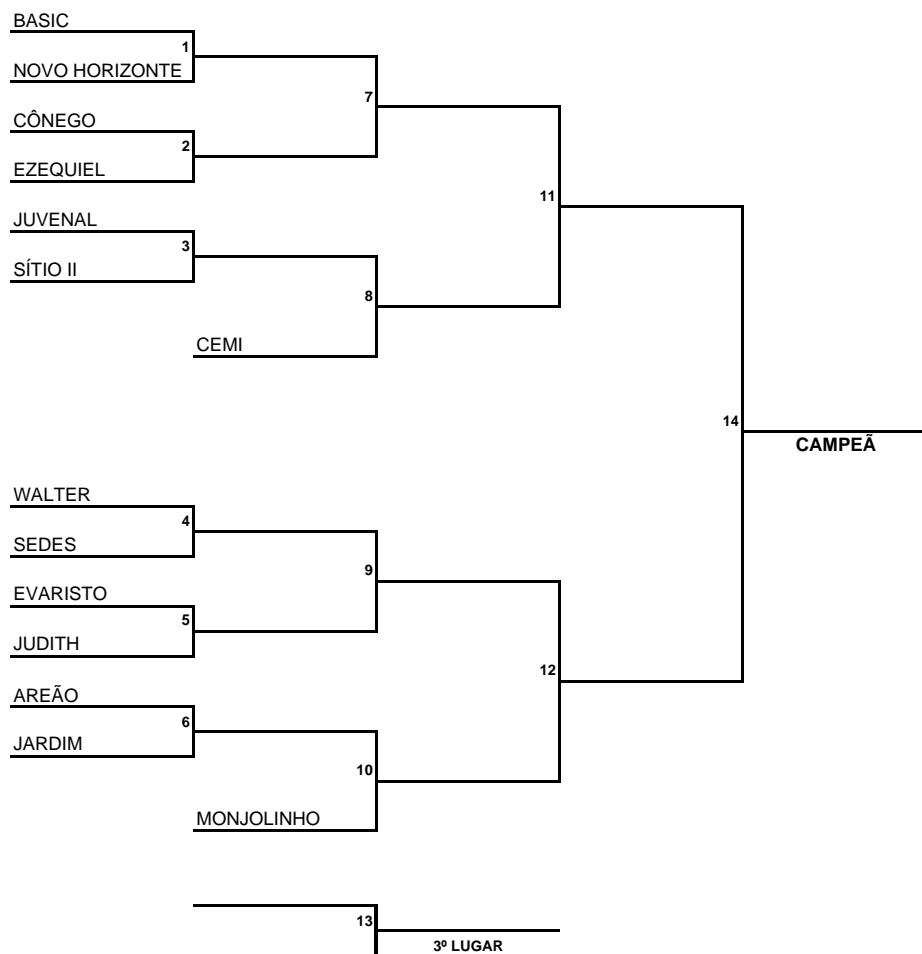 BASIC
1
NOVO HORIZONTE
7
CÔNEGO
2
EZEQUIEL
11
JUVENAL
3
SÍTIO II
8
CEMI
14
CAMPEÃ
WALTER
4
SEDES
9
EVARISTO
5
JUDITH
12
AREÃO
6
JARDIM
10
MONJOLINHO
13
3º LUGAR